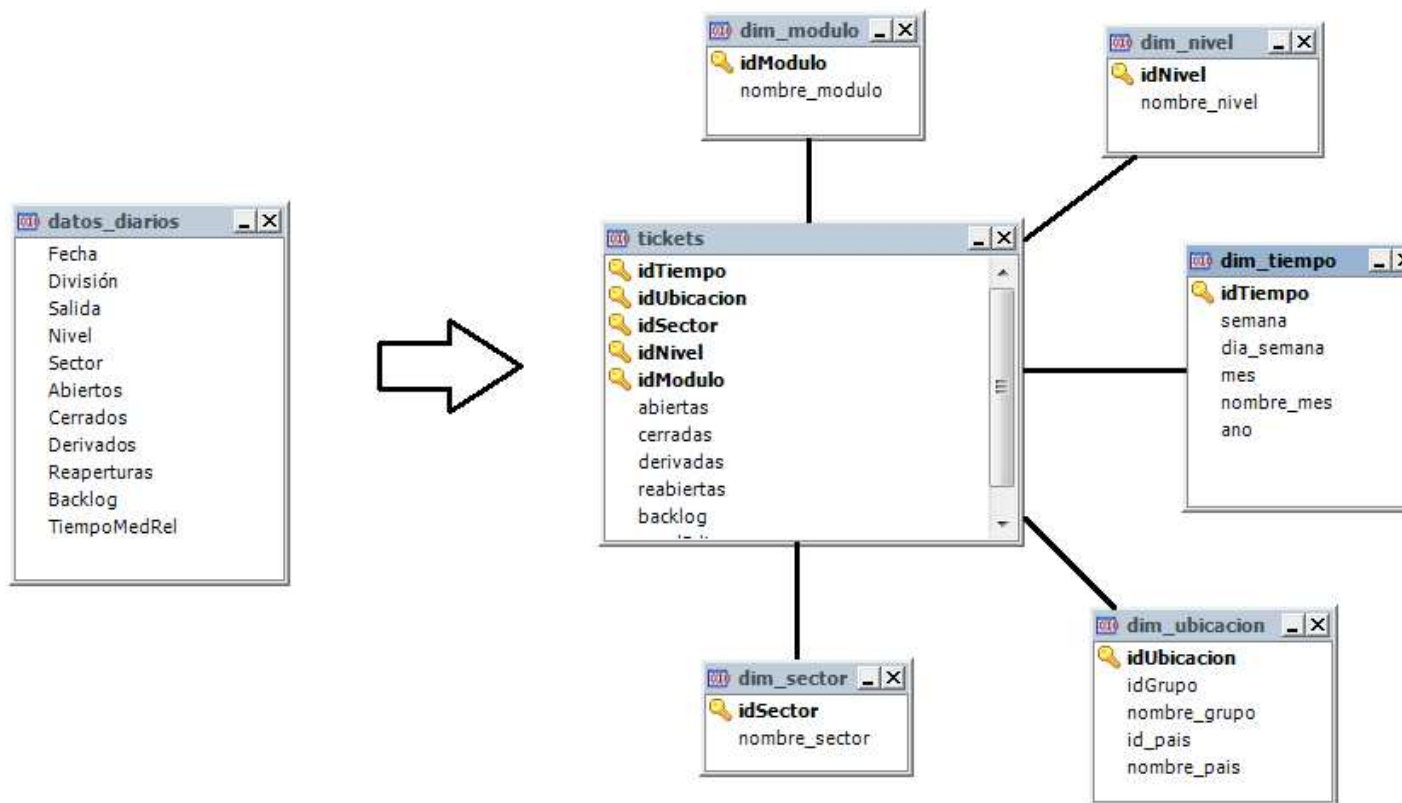 datos_diarios
Fecha
División
Salida
Nivel
Sector
Abiertos
Cerrados
Derivados
Reaperturas
Backlog
TiempoMedRel
dim_modulo
idModulo
nombre_modulo
dim_nivel
idNivel
nombre_nivel
tickets
idTiempo
idUbicacion
idSector
idNivel
idModulo
abiertas
cerradas
derivadas
reabiertas
backlog
dim_tiempo
idTiempo
semana
dia_semana
mes
nombre_mes
ano
dim_sector
idSector
nombre_sector
dim_ubicacion
idUbicacion
idGrupo
nombre_grupo
id_pais
nombre_pais